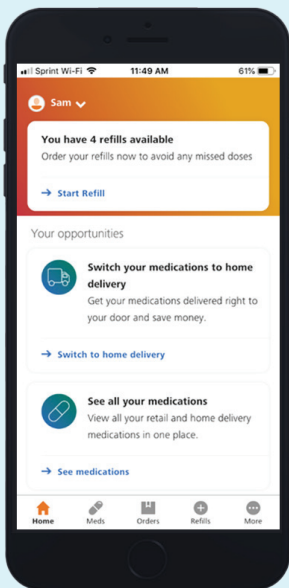 Sprint Wi-Fi 11:49 AM 61%
Sam
You have 4 refills available
Order your refills now to avoid any missed doses
→ Start Refill
Your opportunities
Switch your medications to home
delivery
Get your medications delivered right to
your door and save money.
→ Switch to home delivery
See all your medications
View all your retail and home delivery
medications in one place.
→ See medications
Home Meds Orders Refills More